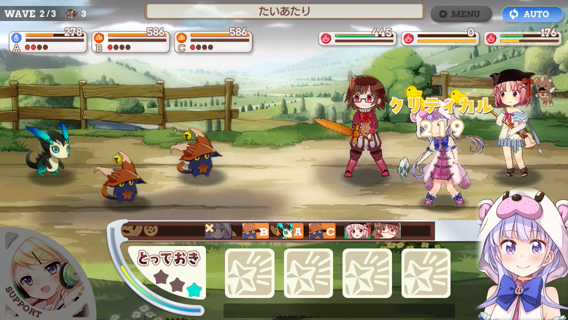 WAVE 2/3
3
たいあたり
MENU
AUTO
A
278
B
586
C
586
445
0
176
クリティカル
219
B
A
C
とっておき
SUPPORT